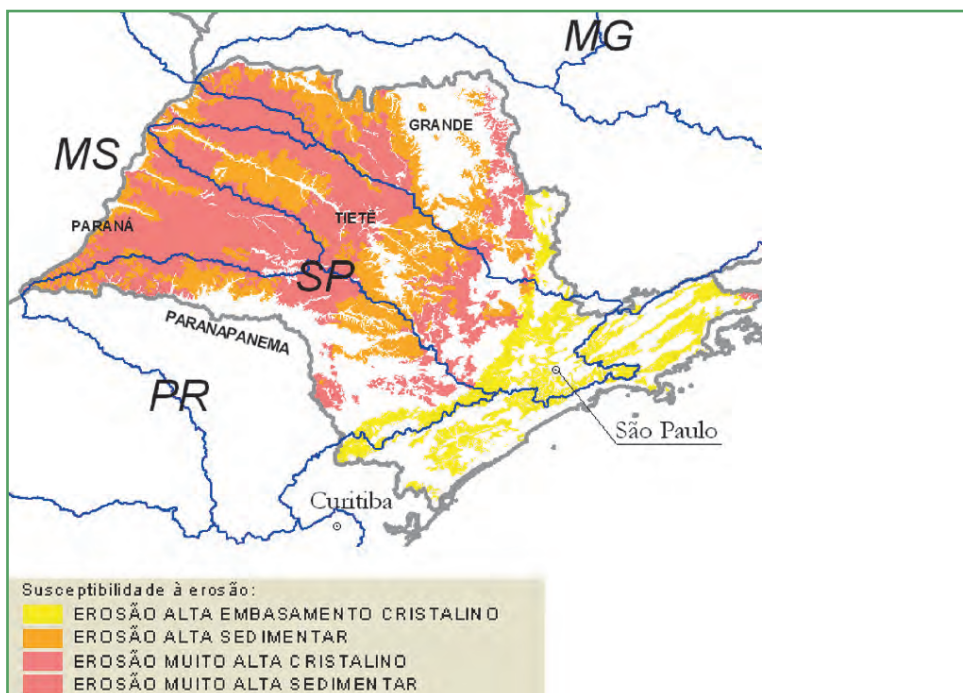 MG
GRANDE
MS
TIETÊ
PARANÁ
SP
PARANAPANEMA
PR
São Paulo
Curitiba
Susceptibilidade à erosão:
EROSÃO ALTA EMBASAMENTO CRISTALINO
EROSÃO ALTA SEDIMENTAR
EROSÃO MUITO ALTA CRISTALINO
EROSÃO MUITO ALTA SEDIMENTAR